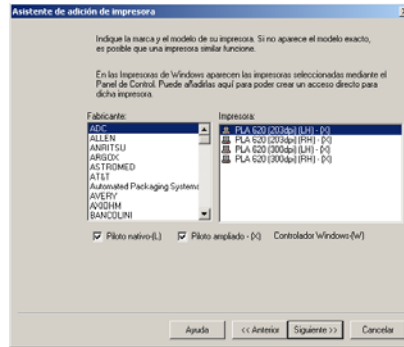 Asistente de adición de impresora
Indique la marca y el modelo de su impresora. Si no aparece el modelo exacto,
es posible que una impresora similar funcione.
En las Impresoras de Windows aparecen las impresoras seleccionadas mediante el
Panel de Control. Puede añadirlas aquí para poder crear un acceso directo para
dicha impresora.
Fabricante:
Impresora:
ADC
ALLEN
ANRITSU
ARGOX
ASTROMED
AT&T
Automated Packaging Systems
AVERY
AXIOHM
BANCOLINI
PLA 620 (203dpi) (LH) - (X)
PLA 620 (203dpi) (RH) - (X)
PLA 620 (300dpi) (LH) - (X)
PLA 620 (300dpi) (RH) - (X)
Piloto nativo-(L)
Piloto ampliado - (X)
Controlador Windows-(W)
Ayuda
<< Anterior
Siguiente >>
Cancelar